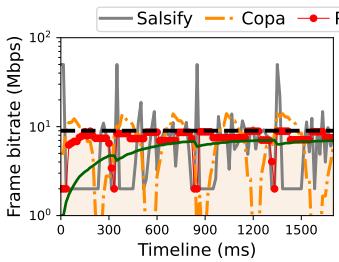 Salsify Copa
Frame bitrate (Mbps)
10²
10¹
10⁰
0 300 600 900 1200 1500
Timeline (ms)